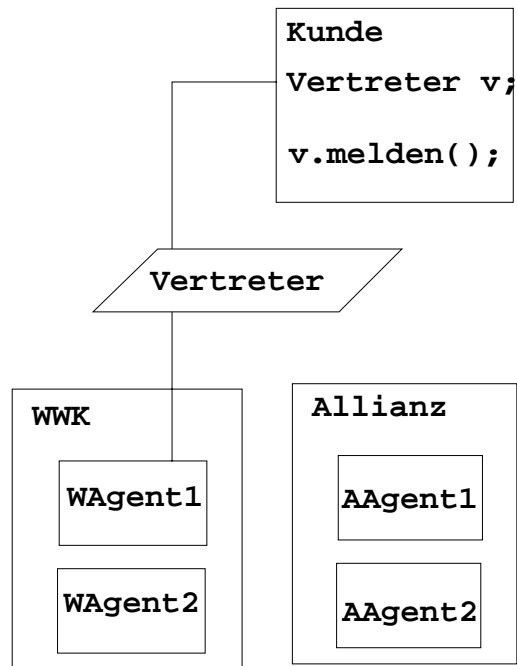 Kunde
Vertreter v;
v.melden();
Vertreter
WWK
WAgent1
WAgent2
Allianz
AAgent1
AAgent2